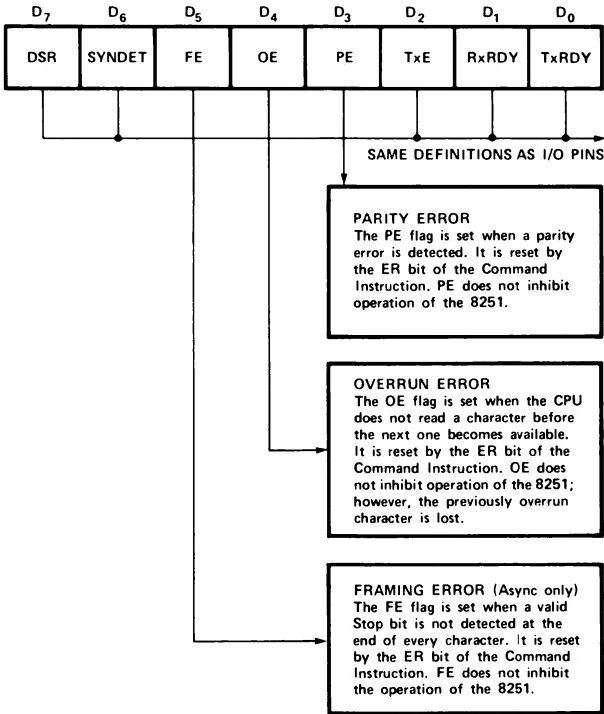 D7 D6 D5 D4 D3 D2 D1 D0
DSR SYNDET FE OE PE TxE RxRDY TxRDY
SAME DEFINITIONS AS I/O PINS
PARITY ERROR
The PE flag is set when a parity
error is detected. It is reset by
the ER bit of the Command
Instruction. PE does not inhibit
operation of the 8251.
OVERRUN ERROR
The OE flag is set when the CPU
does not read a character before
the next one becomes available.
It is reset by the ER bit of the
Command Instruction. OE does
not inhibit operation of the 8251;
however, the previously overrun
character is lost.
FRAMING ERROR (Async only)
The FE flag is set when a valid
Stop bit is not detected at the
end of every character. It is reset
by the ER bit of the Command
Instruction. FE does not inhibit
the operation of the 8251.